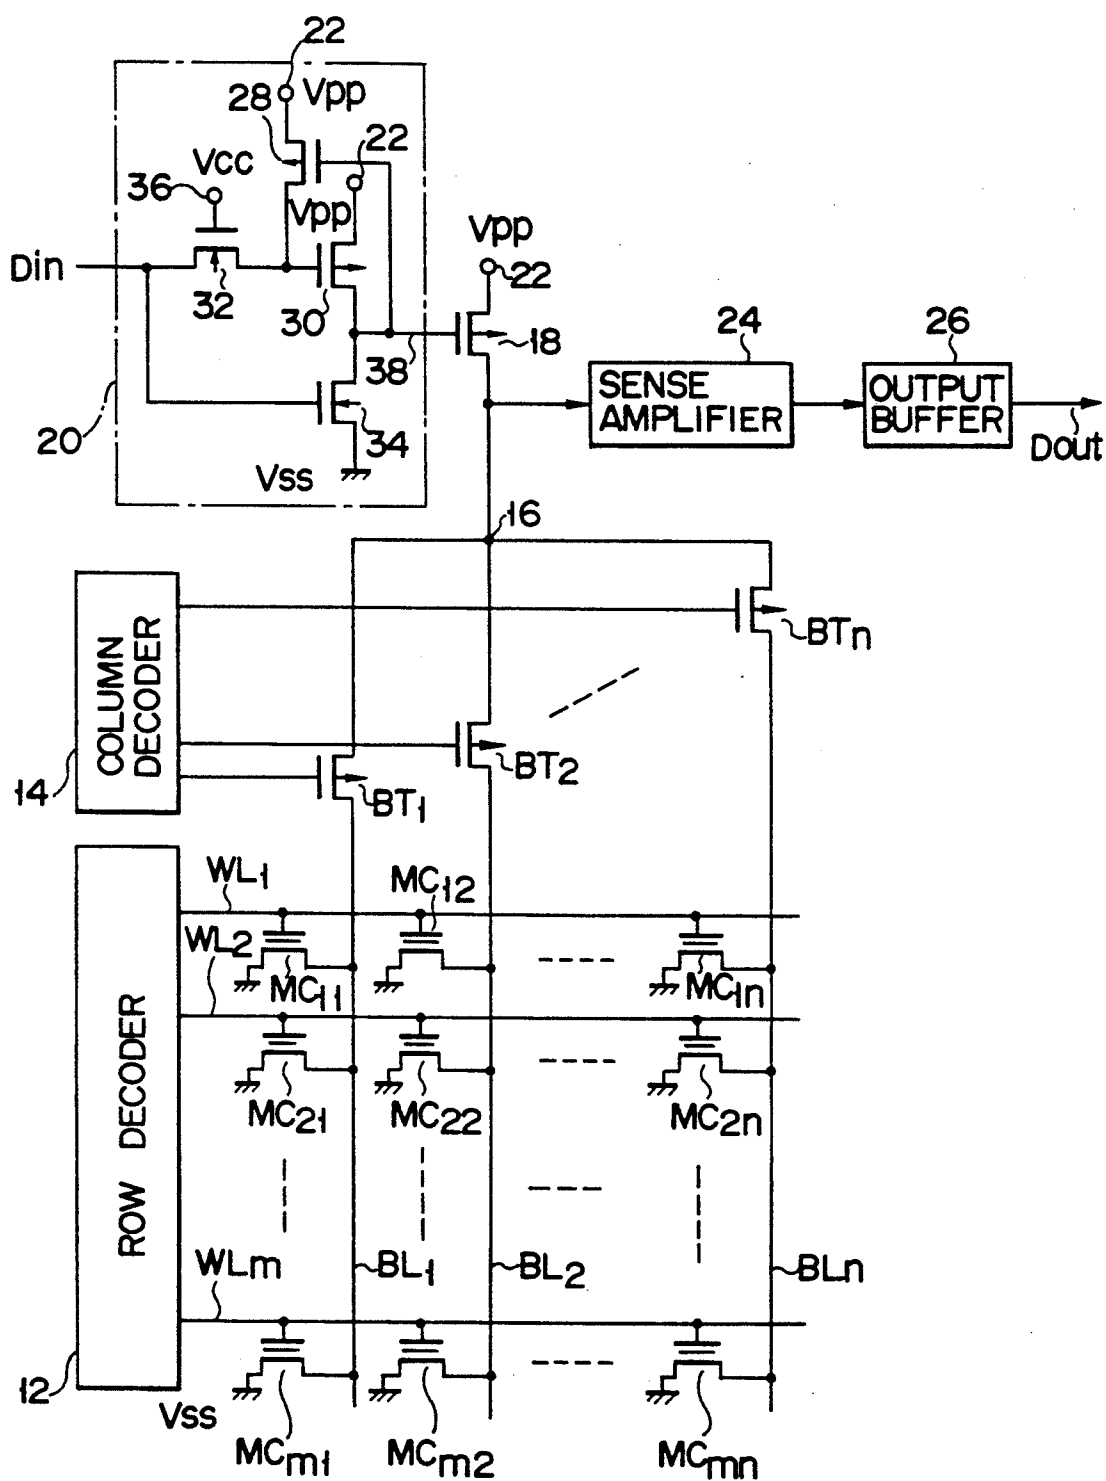 22
Vpp
28
22
Vcc
36
Vpp
Vpp
Din
22
32
30
18
24
26
38
SENSE
AMPLIFIER
OUTPUT
BUFFER
20
34
Dout
Vss
16
BTn
COLUMN
DECODER
BT2
14
BT1
WL1
MC12
WL2
MC11
MC1n
MC21
MC22
MC2n
ROW DECODER
WLm
BL1
BL2
BLn
12
Vss
MCm1
MCm2
MCmn